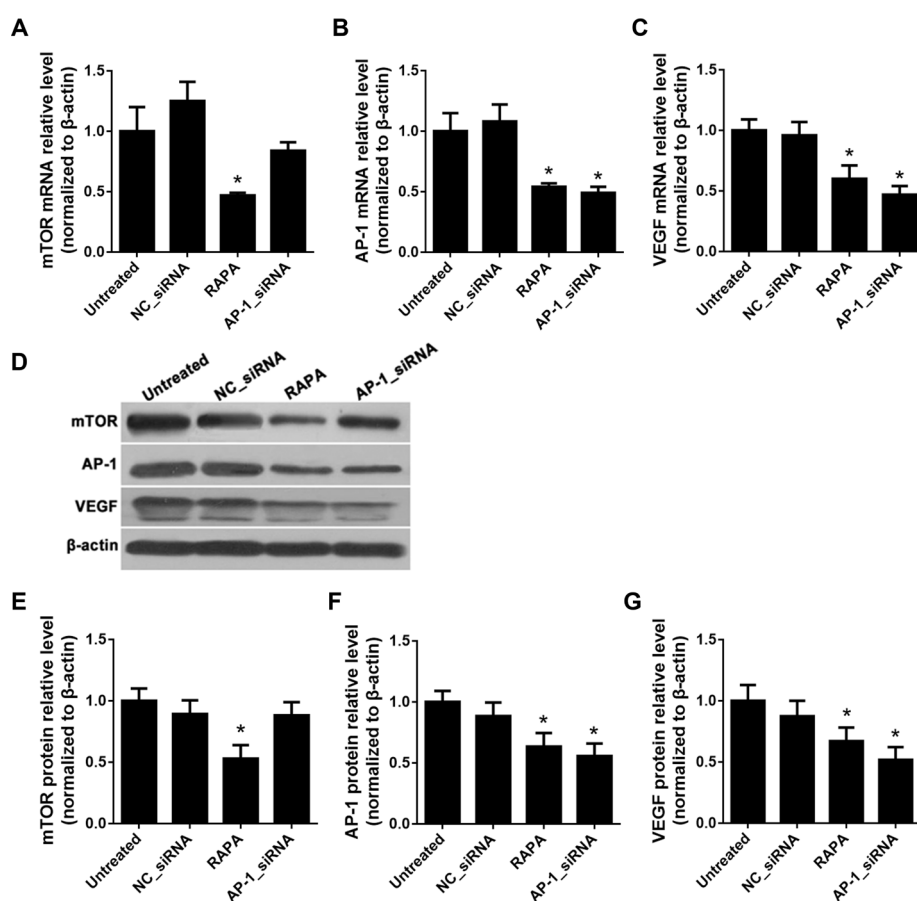 A
mTOR mRNA relative level
(normalized to β-actin)
1.5
1.0
0.5
0.0
*
Untreated
NC_siRNA
RAPA
AP-1_siRNA
B
AP-1 mRNA relative level
(normalized to β-actin)
1.5
1.0
0.5
0.0
*
*
Untreated
NC_siRNA
RAPA
AP-1_siRNA
C
VEGF mRNA relative level
(normalized to β-actin)
1.5
1.0
0.5
0.0
*
*
Untreated
NC_siRNA
RAPA
AP-1_siRNA
D
Untreated
NC_siRNA
RAPA
AP-1_siRNA
mTOR
AP-1
VEGF
β-actin
E
mTOR protein relative level
(normalized to β-actin)
1.5
1.0
0.5
0.0
*
Untreated
NC_siRNA
RAPA
AP-1_siRNA
F
AP-1 protein relative level
(normalized to β-actin)
1.5
1.0
0.5
0.0
*
*
Untreated
NC_siRNA
RAPA
AP-1_siRNA
G
VEGF protein relative level
(normalized to β-actin)
1.5
1.0
0.5
0.0
*
*
Untreated
NC_siRNA
RAPA
AP-1_siRNA